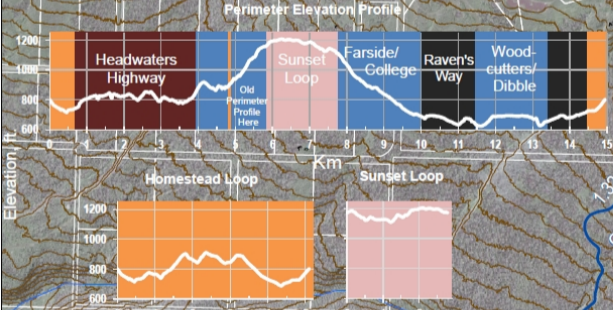 Perimeter Elevation Profile
1200
1000
800
600
Headwaters
Highway
Old
Perimeter
Profile
Here
Sunset
Loop
Farside/
College
Raven's
Way
Wood-
cutters/
Dibble
0 1 2 3 4 5 6 7 8 9 10 11 12 13 14 15
Km
Elevation/ft.
Homestead Loop
1200
1000
800
600
Sunset Loop